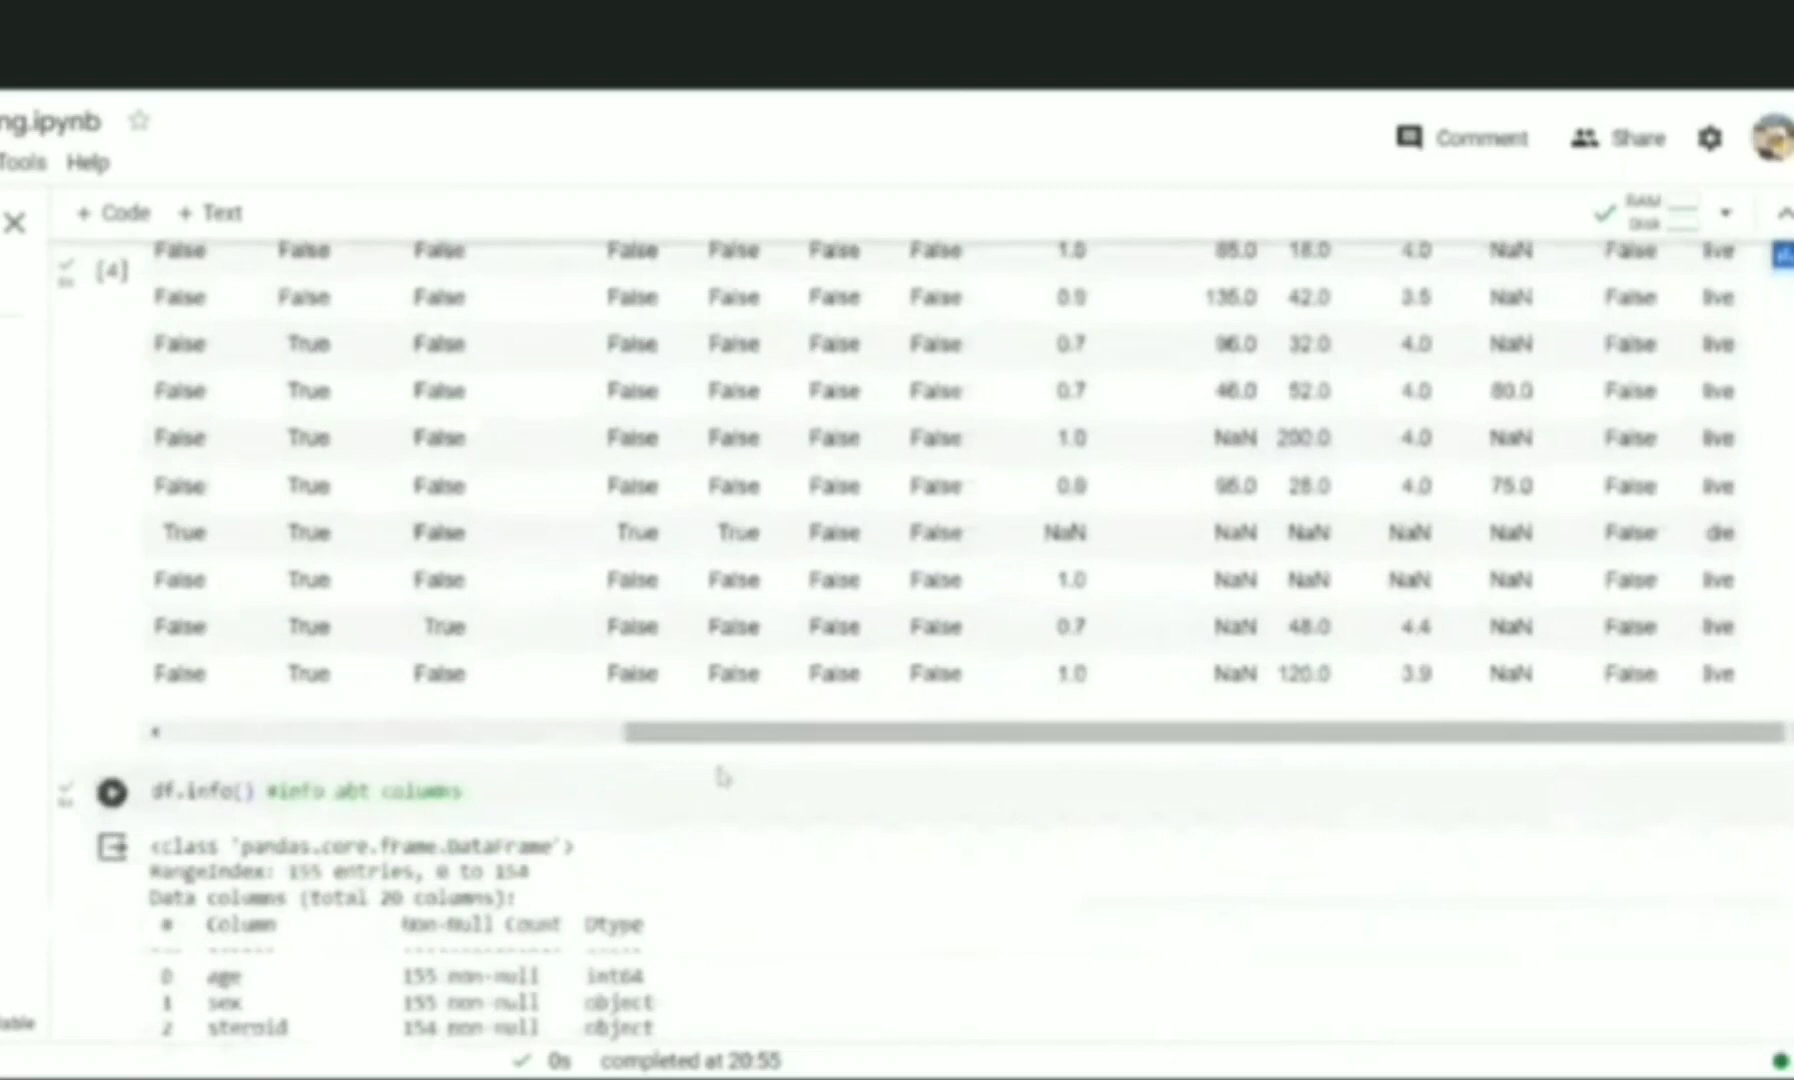 ng.ipynb
Comment Share
Tools Help
+ Code + Text
RAM
Disk
[4]
False False False False False False False 1.0 85.0 18.0 4.0 NaN False live
False False False False False False False 0.9 135.0 42.0 3.5 NaN False live
False True False False False False False 0.7 96.0 32.0 4.0 NaN False live
False True False False False False False 0.7 46.0 52.0 4.0 80.0 False live
False True False False False False False 1.0 NaN 200.0 4.0 NaN False live
False True False False False False False 0.9 95.0 28.0 4.0 75.0 False live
True True False True True False False NaN NaN NaN NaN NaN False die
False True False False False False False 1.0 NaN NaN NaN NaN False live
False True True False False False False 0.7 NaN 48.0 4.4 NaN False live
False True False False False False False 1.0 NaN 120.0 3.9 NaN False live
df.info() #info abt columns
<class 'pandas.core.frame.DataFrame'>
RangeIndex: 155 entries, 0 to 154
Data columns (total 20 columns):
# Column Non-Null Count Dtype
0 age 155 non-null int64
1 sex 155 non-null object
2 steroid 154 non-null object
0s completed at 20:55